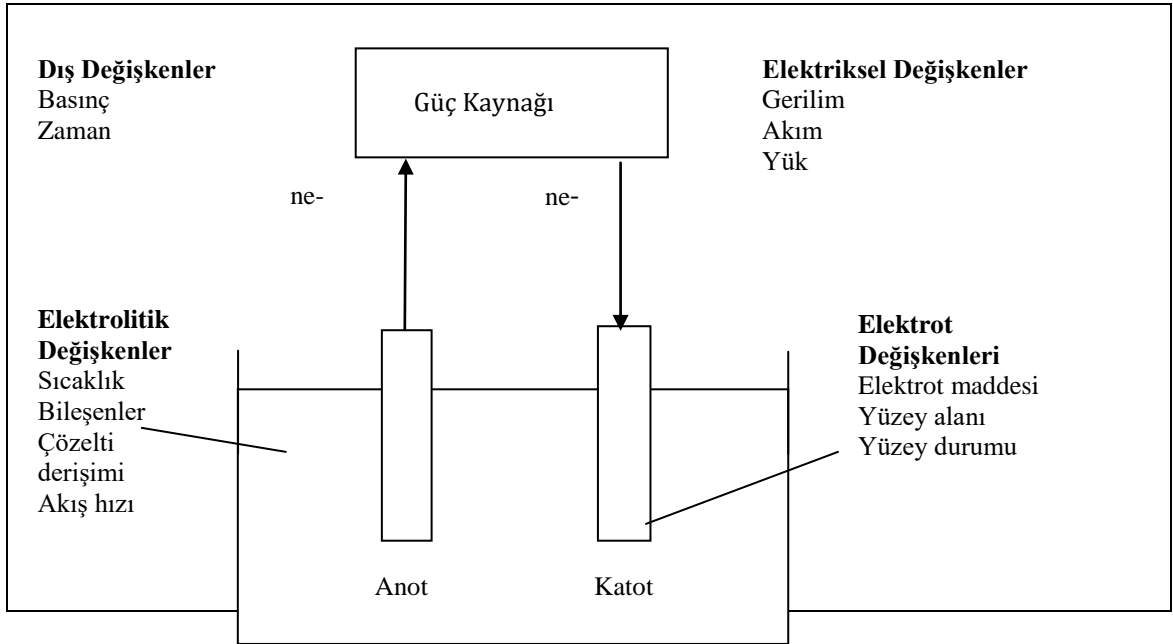 Dış Değişkenler
Basınç
Zaman
Güç Kaynağı
Elektriksel Değişkenler
Gerilim
Akım
Yük
ne-
ne-
Elektrolitik
Değişkenler
Sıcaklık
Bileşenler
Çözelti
derişimi
Akış hızı
Elektrot
Değişkenleri
Elektrot maddesi
Yüzey alanı
Yüzey durumu
Anot
Katot